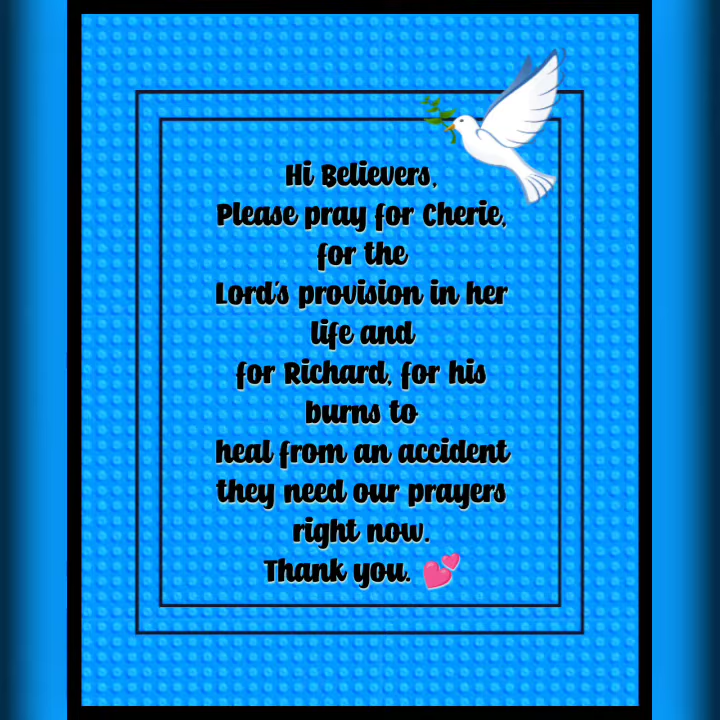 Hi Believers,
Please pray for Cherie,
for the
Lord's provision in her
life and
for Richard, for his
burns to
heal from an accident
they need our prayers
right now.
Thank you. 💕